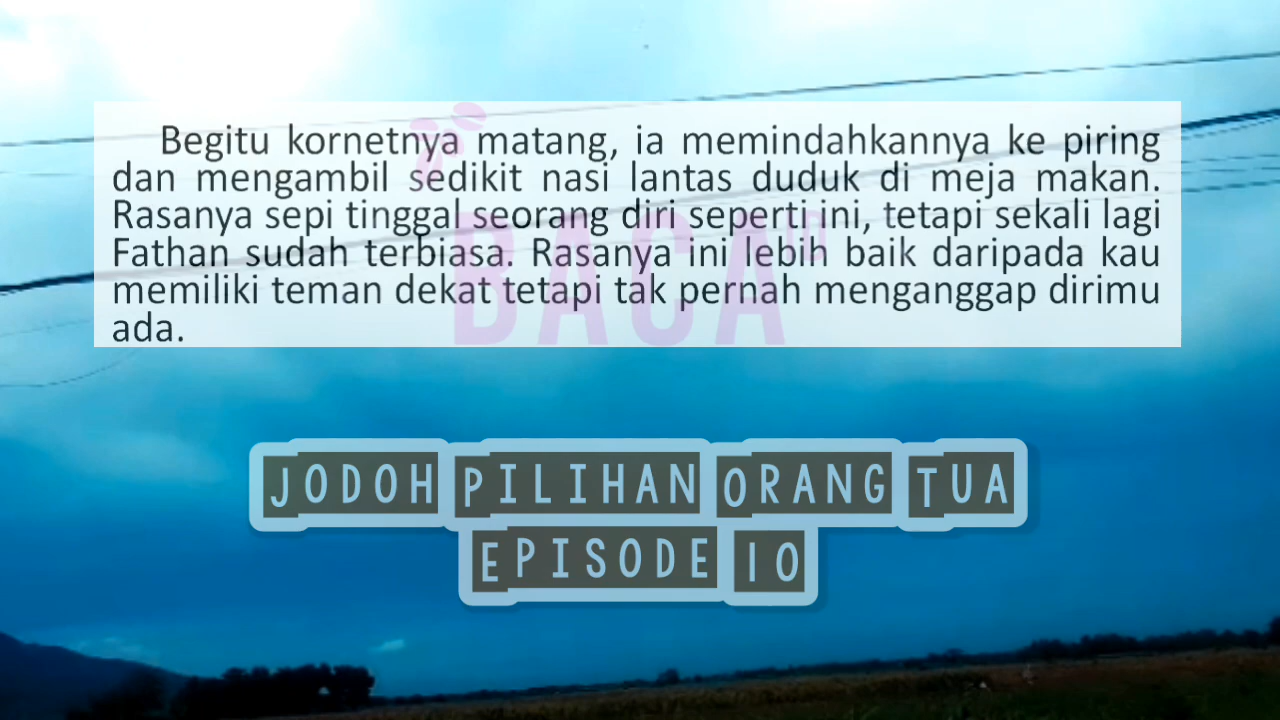 Begitu kornetnya matang, ia memindahkannya ke piring
dan mengambil sedikit nasi lantas duduk di meja makan.
Rasanya sepi tinggal seorang diri seperti ini, tetapi sekali lagi
Fathan sudah terbiasa. Rasanya ini lebih baik daripada kau
memiliki teman dekat tetapi tak pernah menganggap dirimu
ada.
BACA
JODOH PILIHAN ORANG TUA
EPISODE 10